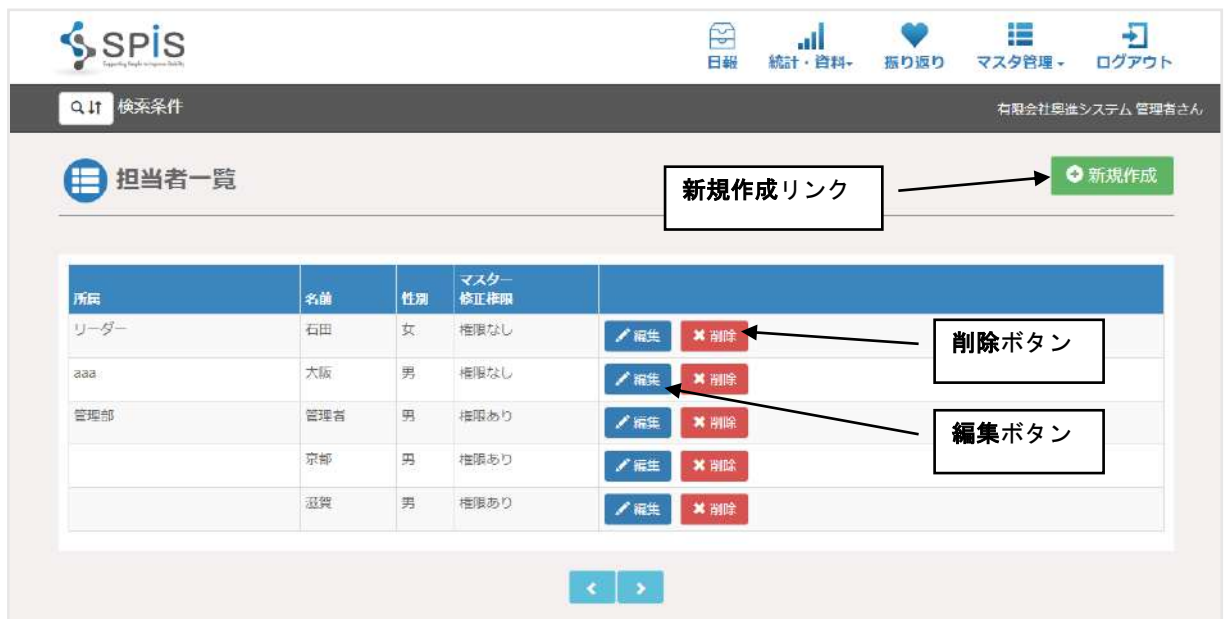 SPiS
Supporting People to Improve Stability
日報
統計・資料
振り返り
マスタ管理
ログアウト
検索条件
有限会社奥進システム 管理者さん
担当者一覧
新規作成リンク
新規作成
所属 名前 性別 マスター修正権限
リーダー 石田 女 権限なし 編集 削除
削除ボタン
aaa 大阪 男 権限なし 編集 削除
管理部 管理者 男 権限あり 編集 削除
編集ボタン
京都 男 権限あり 編集 削除
滋賀 男 権限あり 編集 削除